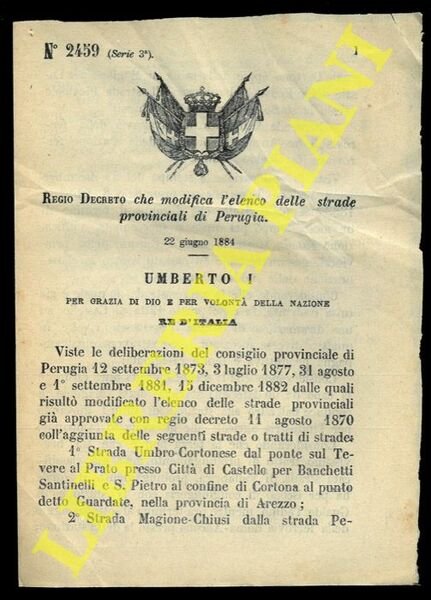 N° 2459 (Serie 3ª).
1
REGIO DECRETO che modifica l'elenco delle strade
provinciali di Perugia.
22 giugno 1884
UMBERTO I
PER GRAZIA DI DIO E PER VOLONTÀ DELLA NAZIONE
RE D'ITALIA
Viste le deliberazioni del consiglio provinciale di
Perugia 12 settembre 1873, 3 luglio 1877, 31 agosto
e 1° settembre 1881, 15 dicembre 1882 dalle quali
risultò modificato l'elenco delle strade provinciali
già approvate con regio decreto 11 agosto 1870
coll'aggiunta delle seguenti strade o tratti di strade:
1° Strada Umbro-Cortonese dal ponte sul Te-
vere al Prato presso Città di Castello per Banchetti
Santinelli e S. Pietro al confine di Cortona al punto
detto Guardate, nella provincia di Arezzo;
2° Strada Magione-Chiusi dalla strada Pe-
LIBRARIA PIANI